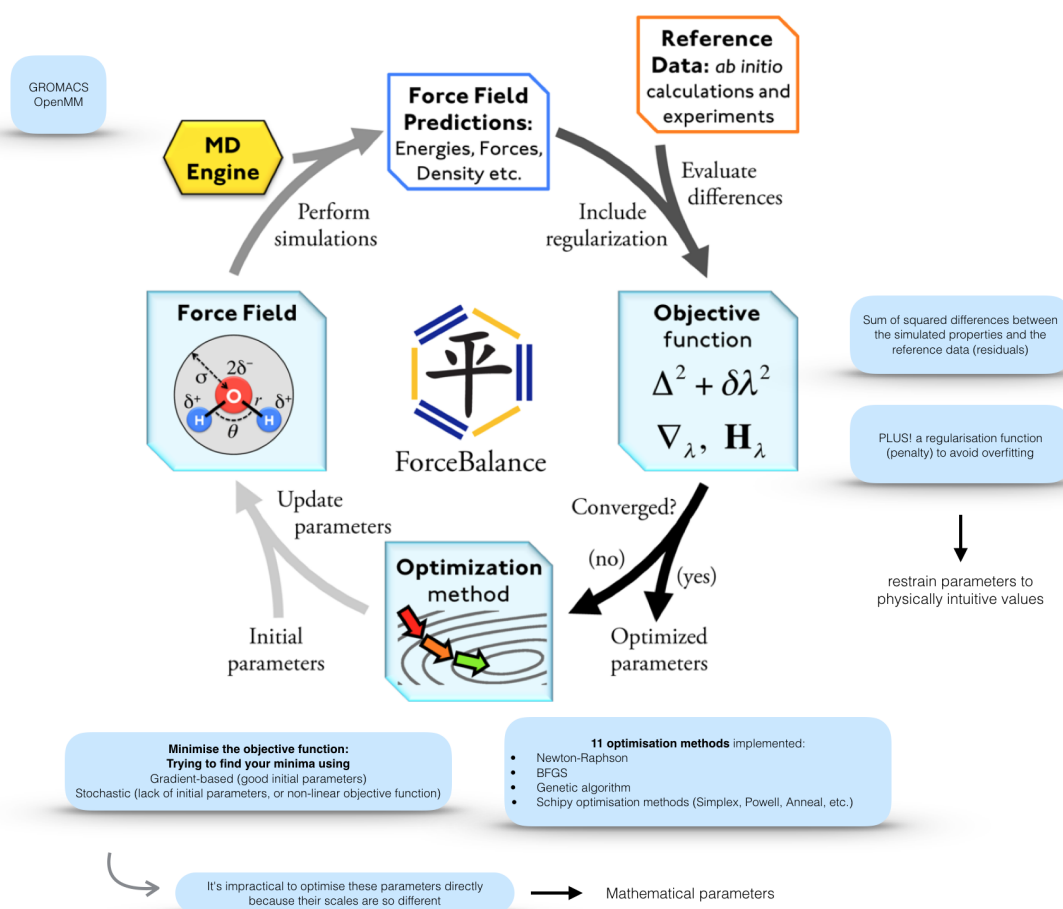 GROMACS
OpenMM
MD
Engine
Force Field
Predictions:
Energies, Forces,
Density etc.
Reference
Data: ab initio
calculations and
experiments
Perform
simulations
Include
regularization
Evaluate
differences
Force Field
σ
2δ⁻
O
δ⁺
H
r
δ⁺
H
θ
平
ForceBalance
Objective
function
Δ² + δλ²
∇λ, Hλ
Sum of squared differences between
the simulated properties and the
reference data (residuals)
PLUS! a regularisation function
(penalty) to avoid overfitting
restrain parameters to
physically intuitive values
Update
parameters
Initial
parameters
Optimization
method
Converged?
(no)
(yes)
Optimized
parameters
Minimise the objective function:
Trying to find your minima using
Gradient-based (good initial parameters)
Stochastic (lack of initial parameters, or non-linear objective function)
11 optimisation methods implemented:
• Newton-Raphson
• BFGS
• Genetic algorithm
• Schipy optimisation methods (Simplex, Powell, Anneal, etc.)
It's impractical to optimise these parameters directly
because their scales are so different
Mathematical parameters